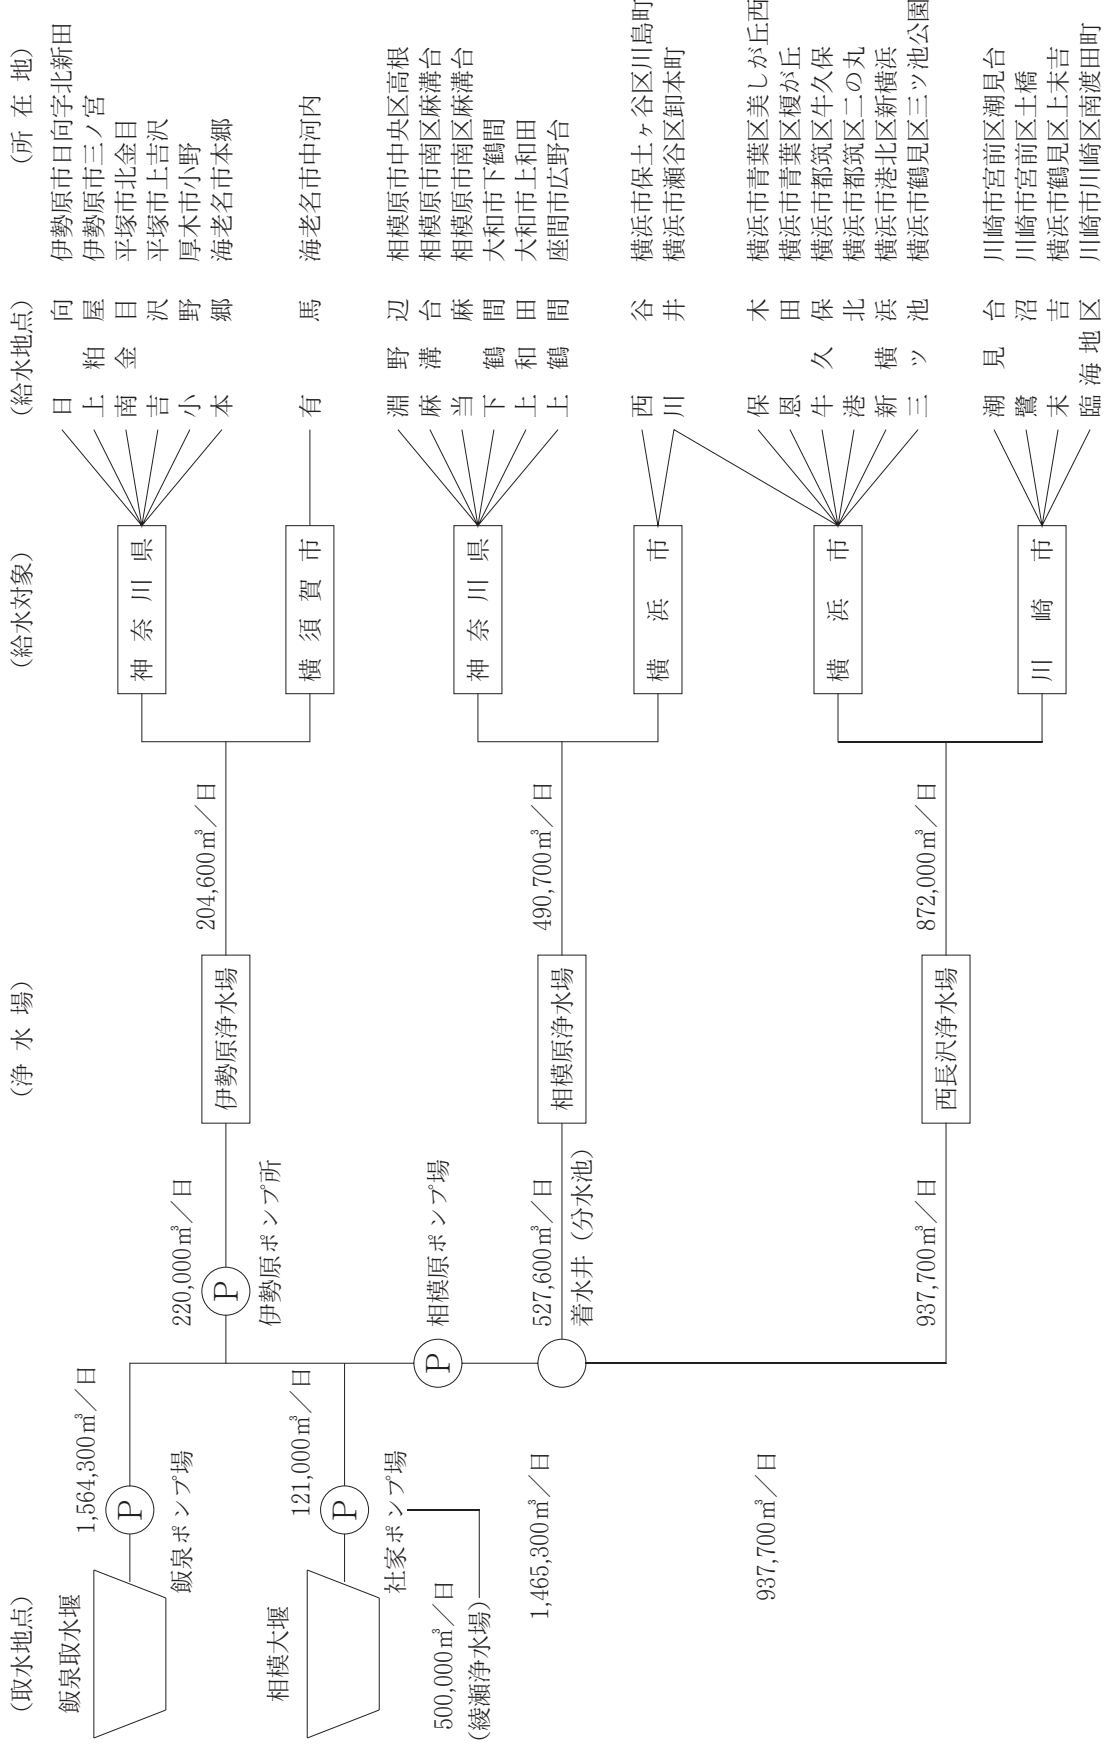 (取水地点)
(浄水場)
(給水対象)
(給水地点)
(所在地)
飯泉取水堰
1,564,300㎥／日
P
飯泉ポンプ場
相模大堰
121,000㎥／日
P
社家ポンプ場
500,000㎥／日
(綾瀬浄水場)
1,465,300㎥／日
937,700㎥／日
220,000㎥／日
P
伊勢原ポンプ所
相模原ポンプ場
P
527,600㎥／日
着水井（分水池）
937,700㎥／日
伊勢原浄水場
204,600㎥／日
相模原浄水場
490,700㎥／日
西長沢浄水場
872,000㎥／日
神奈川県
日向 伊勢原市日向字北新田
上粕屋 伊勢原市三ノ宮
南金目 平塚市北金目
吉沢 平塚市上吉沢
小野 厚木市小野
本郷 海老名市本郷
横須賀市
有馬 海老名市中河内
神奈川県
淵野辺 相模原市中央区高根
麻溝台 相模原市南区麻溝台
当麻 相模原市南区麻溝台
下鶴間 大和市下鶴間
上和田 大和市上和田
上鶴間 座間市広野台
横浜市
西谷 横浜市保土ヶ谷区川島町
川井 横浜市瀬谷区卸本町
横浜市
保木 横浜市青葉区美しが丘西
恩田 横浜市青葉区榎が丘
牛久保 横浜市都筑区牛久保
港北 横浜市都筑区二の丸
新横浜 横浜市港北区新横浜
三ツ池 横浜市鶴見区三ツ池公園
川崎市
潮見台 川崎市宮前区潮見台
鷺沼 川崎市宮前区土橋
末吉 横浜市鶴見区上末吉
臨海地区 川崎市川崎区南渡田町